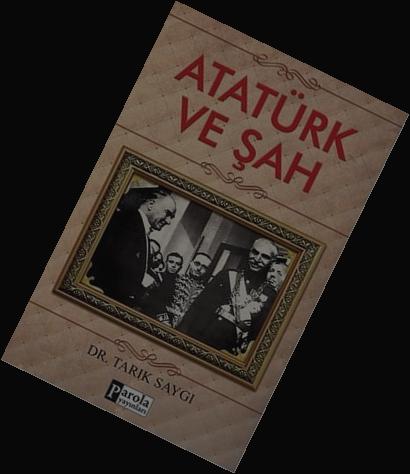 ATATÜRK
VE ŞAH
DR. TARIK SAYGI
Parola
yayınları